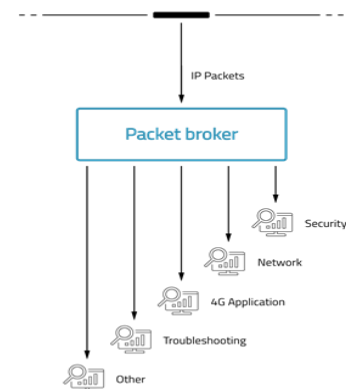 IP Packets
Packet broker
Security
Network
4G Application
Troubleshooting
Other